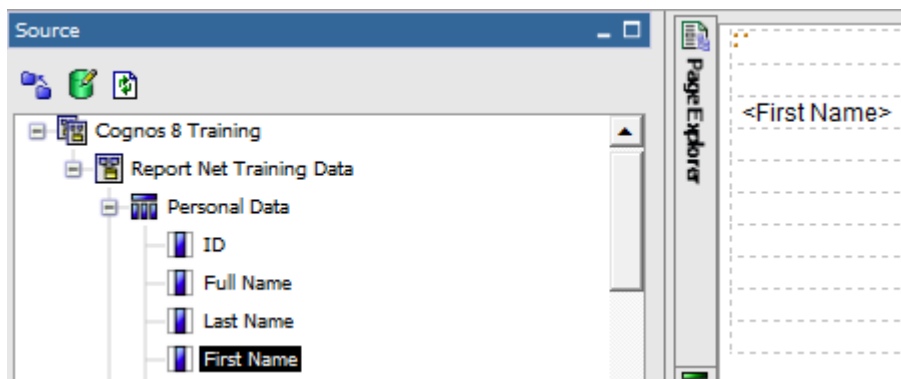 Source
Cognos 8 Training
Report Net Training Data
Personal Data
ID
Full Name
Last Name
First Name
Page Explorer
<First Name>